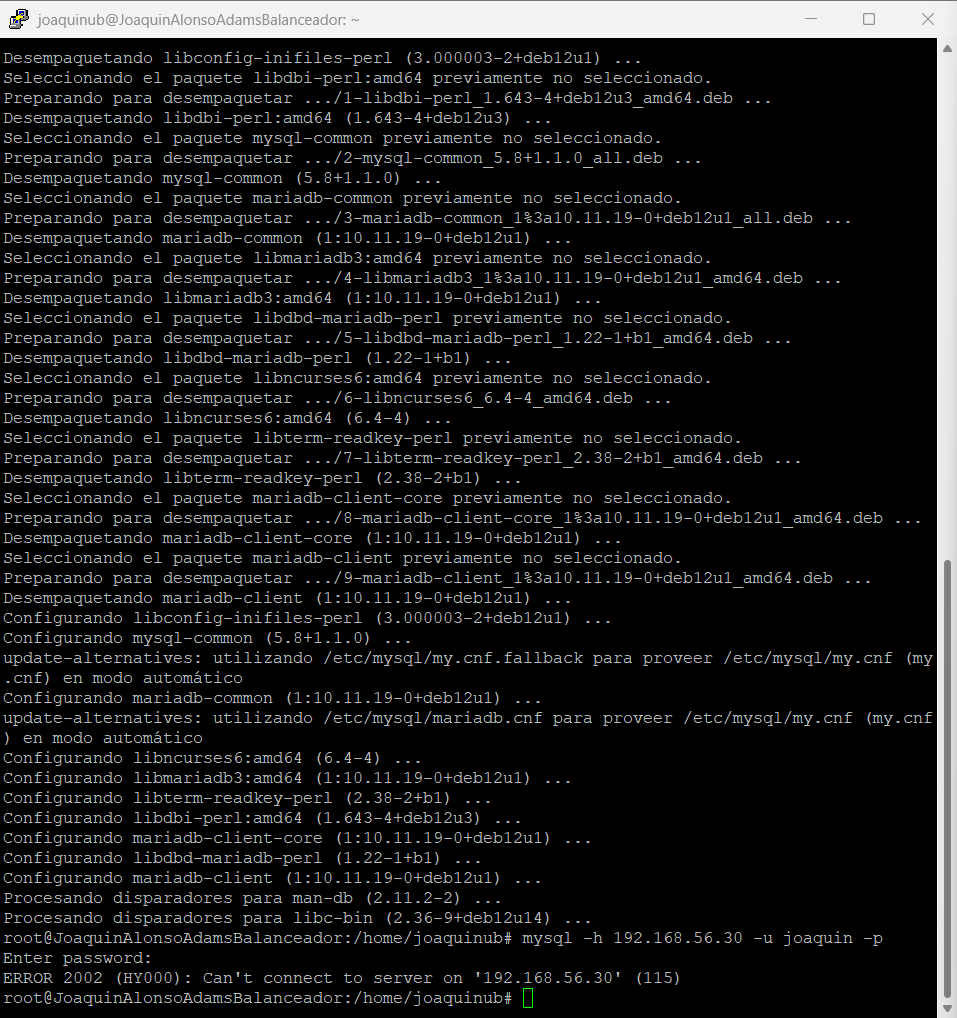 joaquinub@JoaquinAlonsoAdamsBalanceador: ~
Desempaquetando libconfig-inifiles-perl (3.000003-2+deb12u1) ...
Seleccionando el paquete libdbi-perl:amd64 previamente no seleccionado.
Preparando para desempaquetar .../1-libdbi-perl_1.643-4+deb12u3_amd64.deb ...
Desempaquetando libdbi-perl:amd64 (1.643-4+deb12u3) ...
Seleccionando el paquete mysql-common previamente no seleccionado.
Preparando para desempaquetar .../2-mysql-common_5.8+1.1.0_all.deb ...
Desempaquetando mysql-common (5.8+1.1.0) ...
Seleccionando el paquete mariadb-common previamente no seleccionado.
Preparando para desempaquetar .../3-mariadb-common_1%3a10.11.19-0+deb12u1_all.deb ...
Desempaquetando mariadb-common (1:10.11.19-0+deb12u1) ...
Seleccionando el paquete libmariadb3:amd64 previamente no seleccionado.
Preparando para desempaquetar .../4-libmariadb3_1%3a10.11.19-0+deb12u1_amd64.deb ...
Desempaquetando libmariadb3:amd64 (1:10.11.19-0+deb12u1) ...
Seleccionando el paquete libdbd-mariadb-perl previamente no seleccionado.
Preparando para desempaquetar .../5-libdbd-mariadb-perl_1.22-1+b1_amd64.deb ...
Desempaquetando libdbd-mariadb-perl (1.22-1+b1) ...
Seleccionando el paquete libncurses6:amd64 previamente no seleccionado.
Preparando para desempaquetar .../6-libncurses6_6.4-4_amd64.deb ...
Desempaquetando libncurses6:amd64 (6.4-4) ...
Seleccionando el paquete libterm-readkey-perl previamente no seleccionado.
Preparando para desempaquetar .../7-libterm-readkey-perl_2.38-2+b1_amd64.deb ...
Desempaquetando libterm-readkey-perl (2.38-2+b1) ...
Seleccionando el paquete mariadb-client-core previamente no seleccionado.
Preparando para desempaquetar .../8-mariadb-client-core_1%3a10.11.19-0+deb12u1_amd64.deb ...
Desempaquetando mariadb-client-core (1:10.11.19-0+deb12u1) ...
Seleccionando el paquete mariadb-client previamente no seleccionado.
Preparando para desempaquetar .../9-mariadb-client_1%3a10.11.19-0+deb12u1_amd64.deb ...
Desempaquetando mariadb-client (1:10.11.19-0+deb12u1) ...
Configurando libconfig-inifiles-perl (3.000003-2+deb12u1) ...
Configurando mysql-common (5.8+1.1.0) ...
update-alternatives: utilizando /etc/mysql/my.cnf.fallback para proveer /etc/mysql/my.cnf (my
.cnf) en modo automático
Configurando mariadb-common (1:10.11.19-0+deb12u1) ...
update-alternatives: utilizando /etc/mysql/mariadb.cnf para proveer /etc/mysql/my.cnf (my.cnf
) en modo automático
Configurando libncurses6:amd64 (6.4-4) ...
Configurando libmariadb3:amd64 (1:10.11.19-0+deb12u1) ...
Configurando libterm-readkey-perl (2.38-2+b1) ...
Configurando libdbi-perl:amd64 (1.643-4+deb12u3) ...
Configurando mariadb-client-core (1:10.11.19-0+deb12u1) ...
Configurando libdbd-mariadb-perl (1.22-1+b1) ...
Configurando mariadb-client (1:10.11.19-0+deb12u1) ...
Procesando disparadores para man-db (2.11.2-2) ...
Procesando disparadores para libc-bin (2.36-9+deb12u14) ...
root@JoaquinAlonsoAdamsBalanceador:/home/joaquinub# mysql -h 192.168.56.30 -u joaquin -p
Enter password:
ERROR 2002 (HY000): Can't connect to server on '192.168.56.30' (115)
root@JoaquinAlonsoAdamsBalanceador:/home/joaquinub#